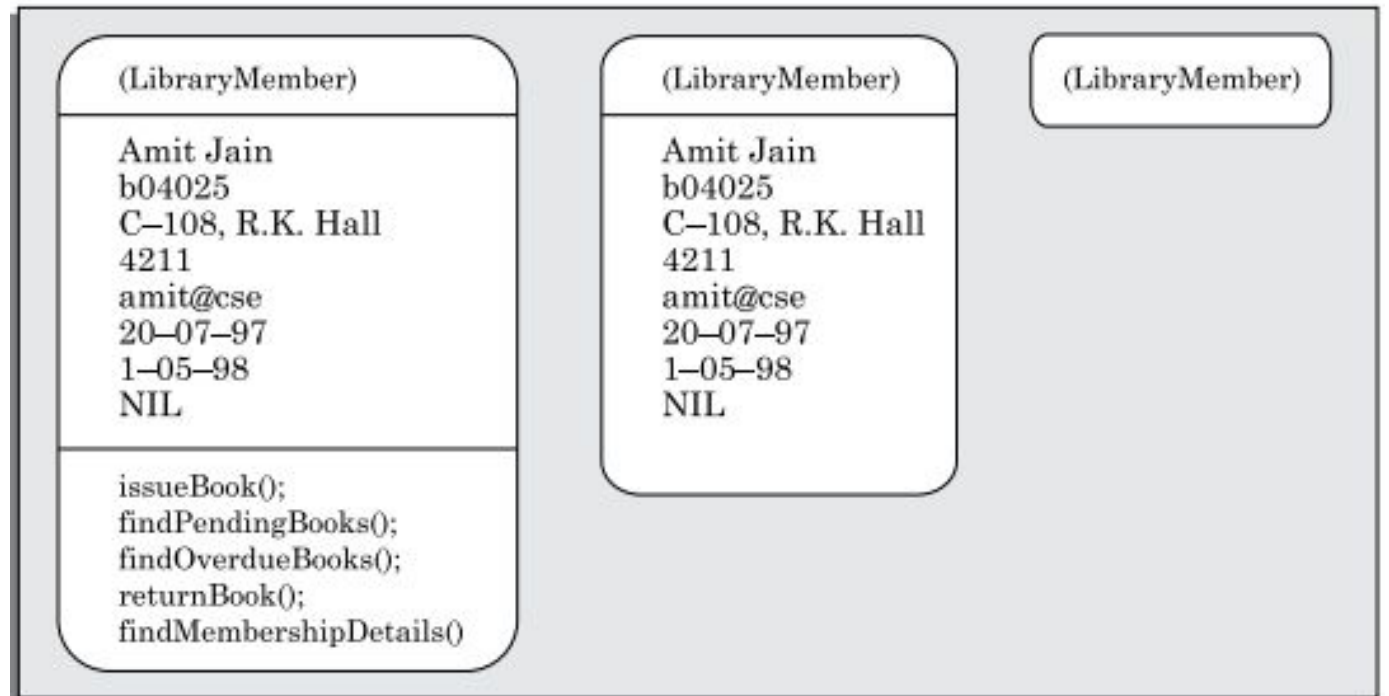 (LibraryMember)
Amit Jain
b04025
C–108, R.K. Hall
4211
amit@cse
20–07–97
1–05–98
NIL
issueBook();
findPendingBooks();
findOverdueBooks();
returnBook();
findMembershipDetails()
(LibraryMember)
Amit Jain
b04025
C–108, R.K. Hall
4211
amit@cse
20–07–97
1–05–98
NIL
(LibraryMember)